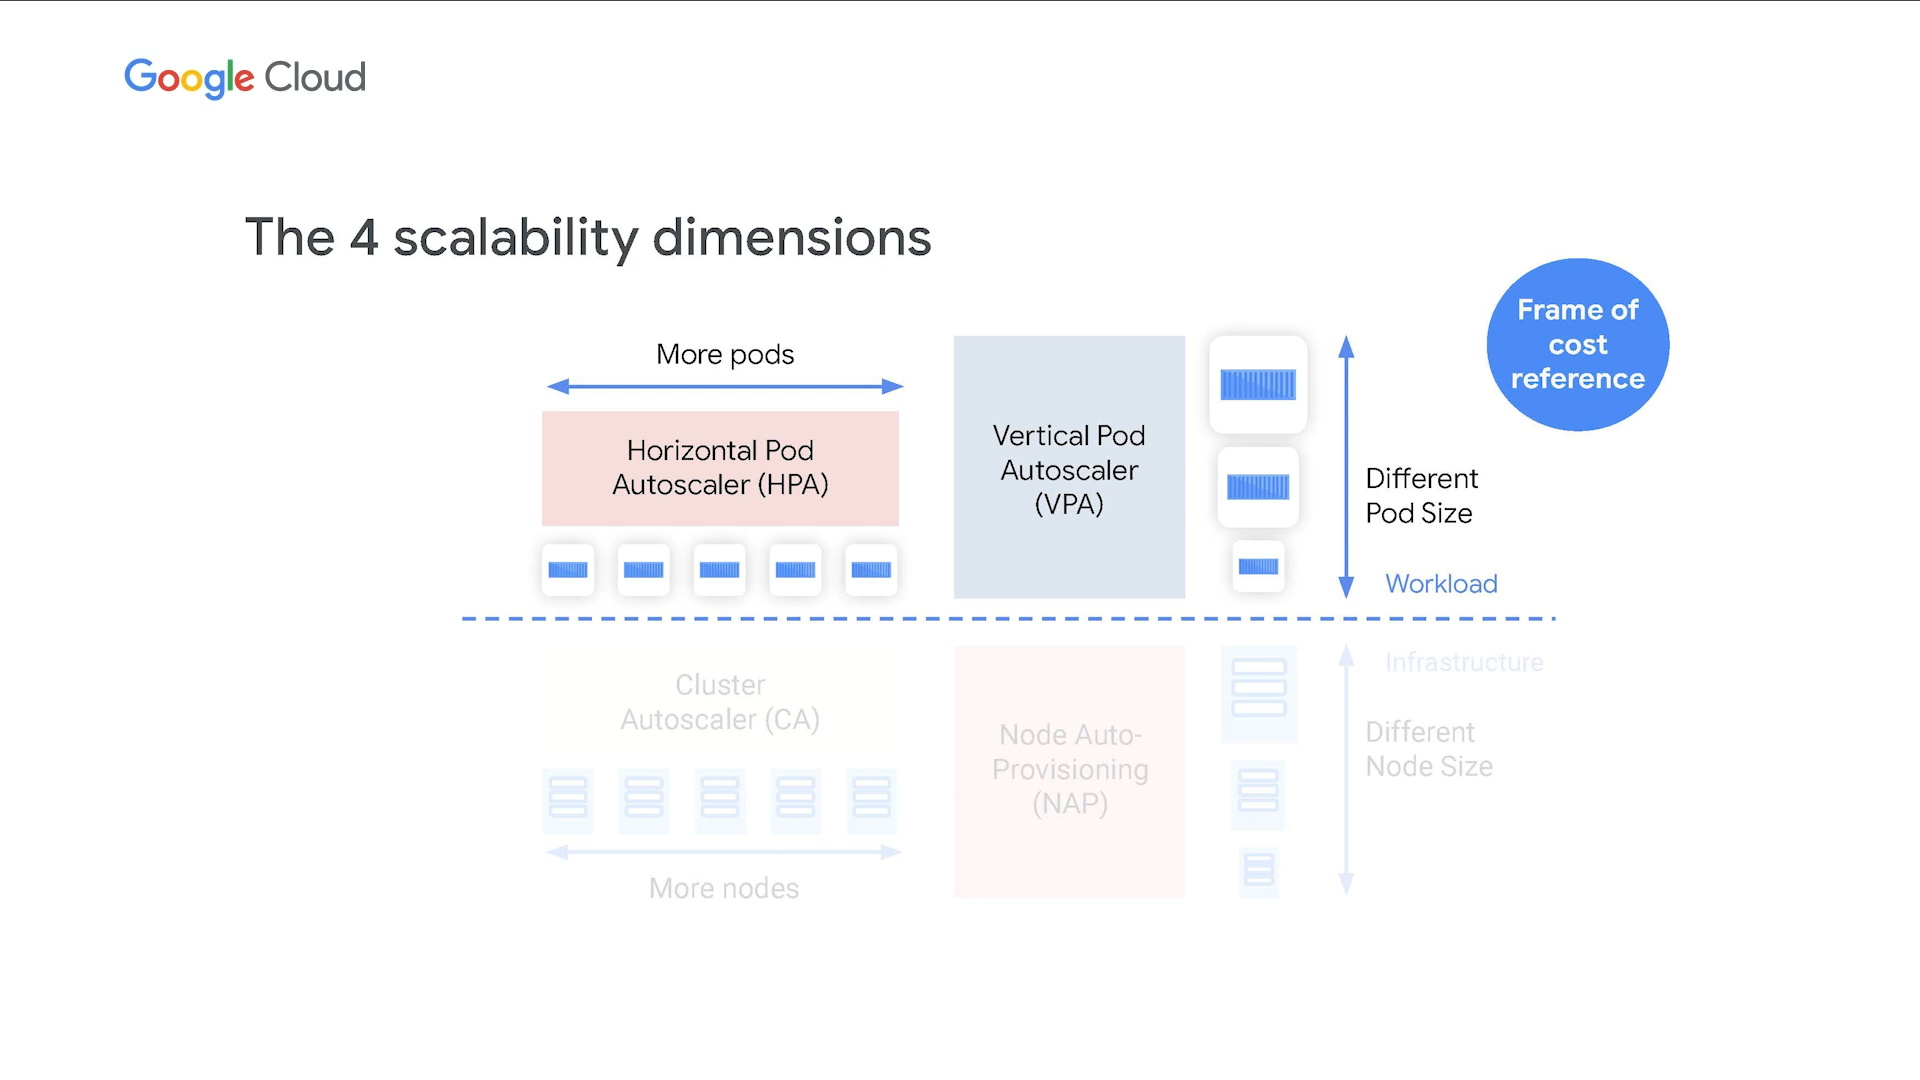 Google Cloud
The 4 scalability dimensions
Frame of
cost
reference
More pods
Horizontal Pod
Autoscaler (HPA)
Vertical Pod
Autoscaler
(VPA)
Different
Pod Size
Workload
Infrastructure
Cluster
Autoscaler (CA)
Node Auto-
Provisioning
(NAP)
Different
Node Size
More nodes